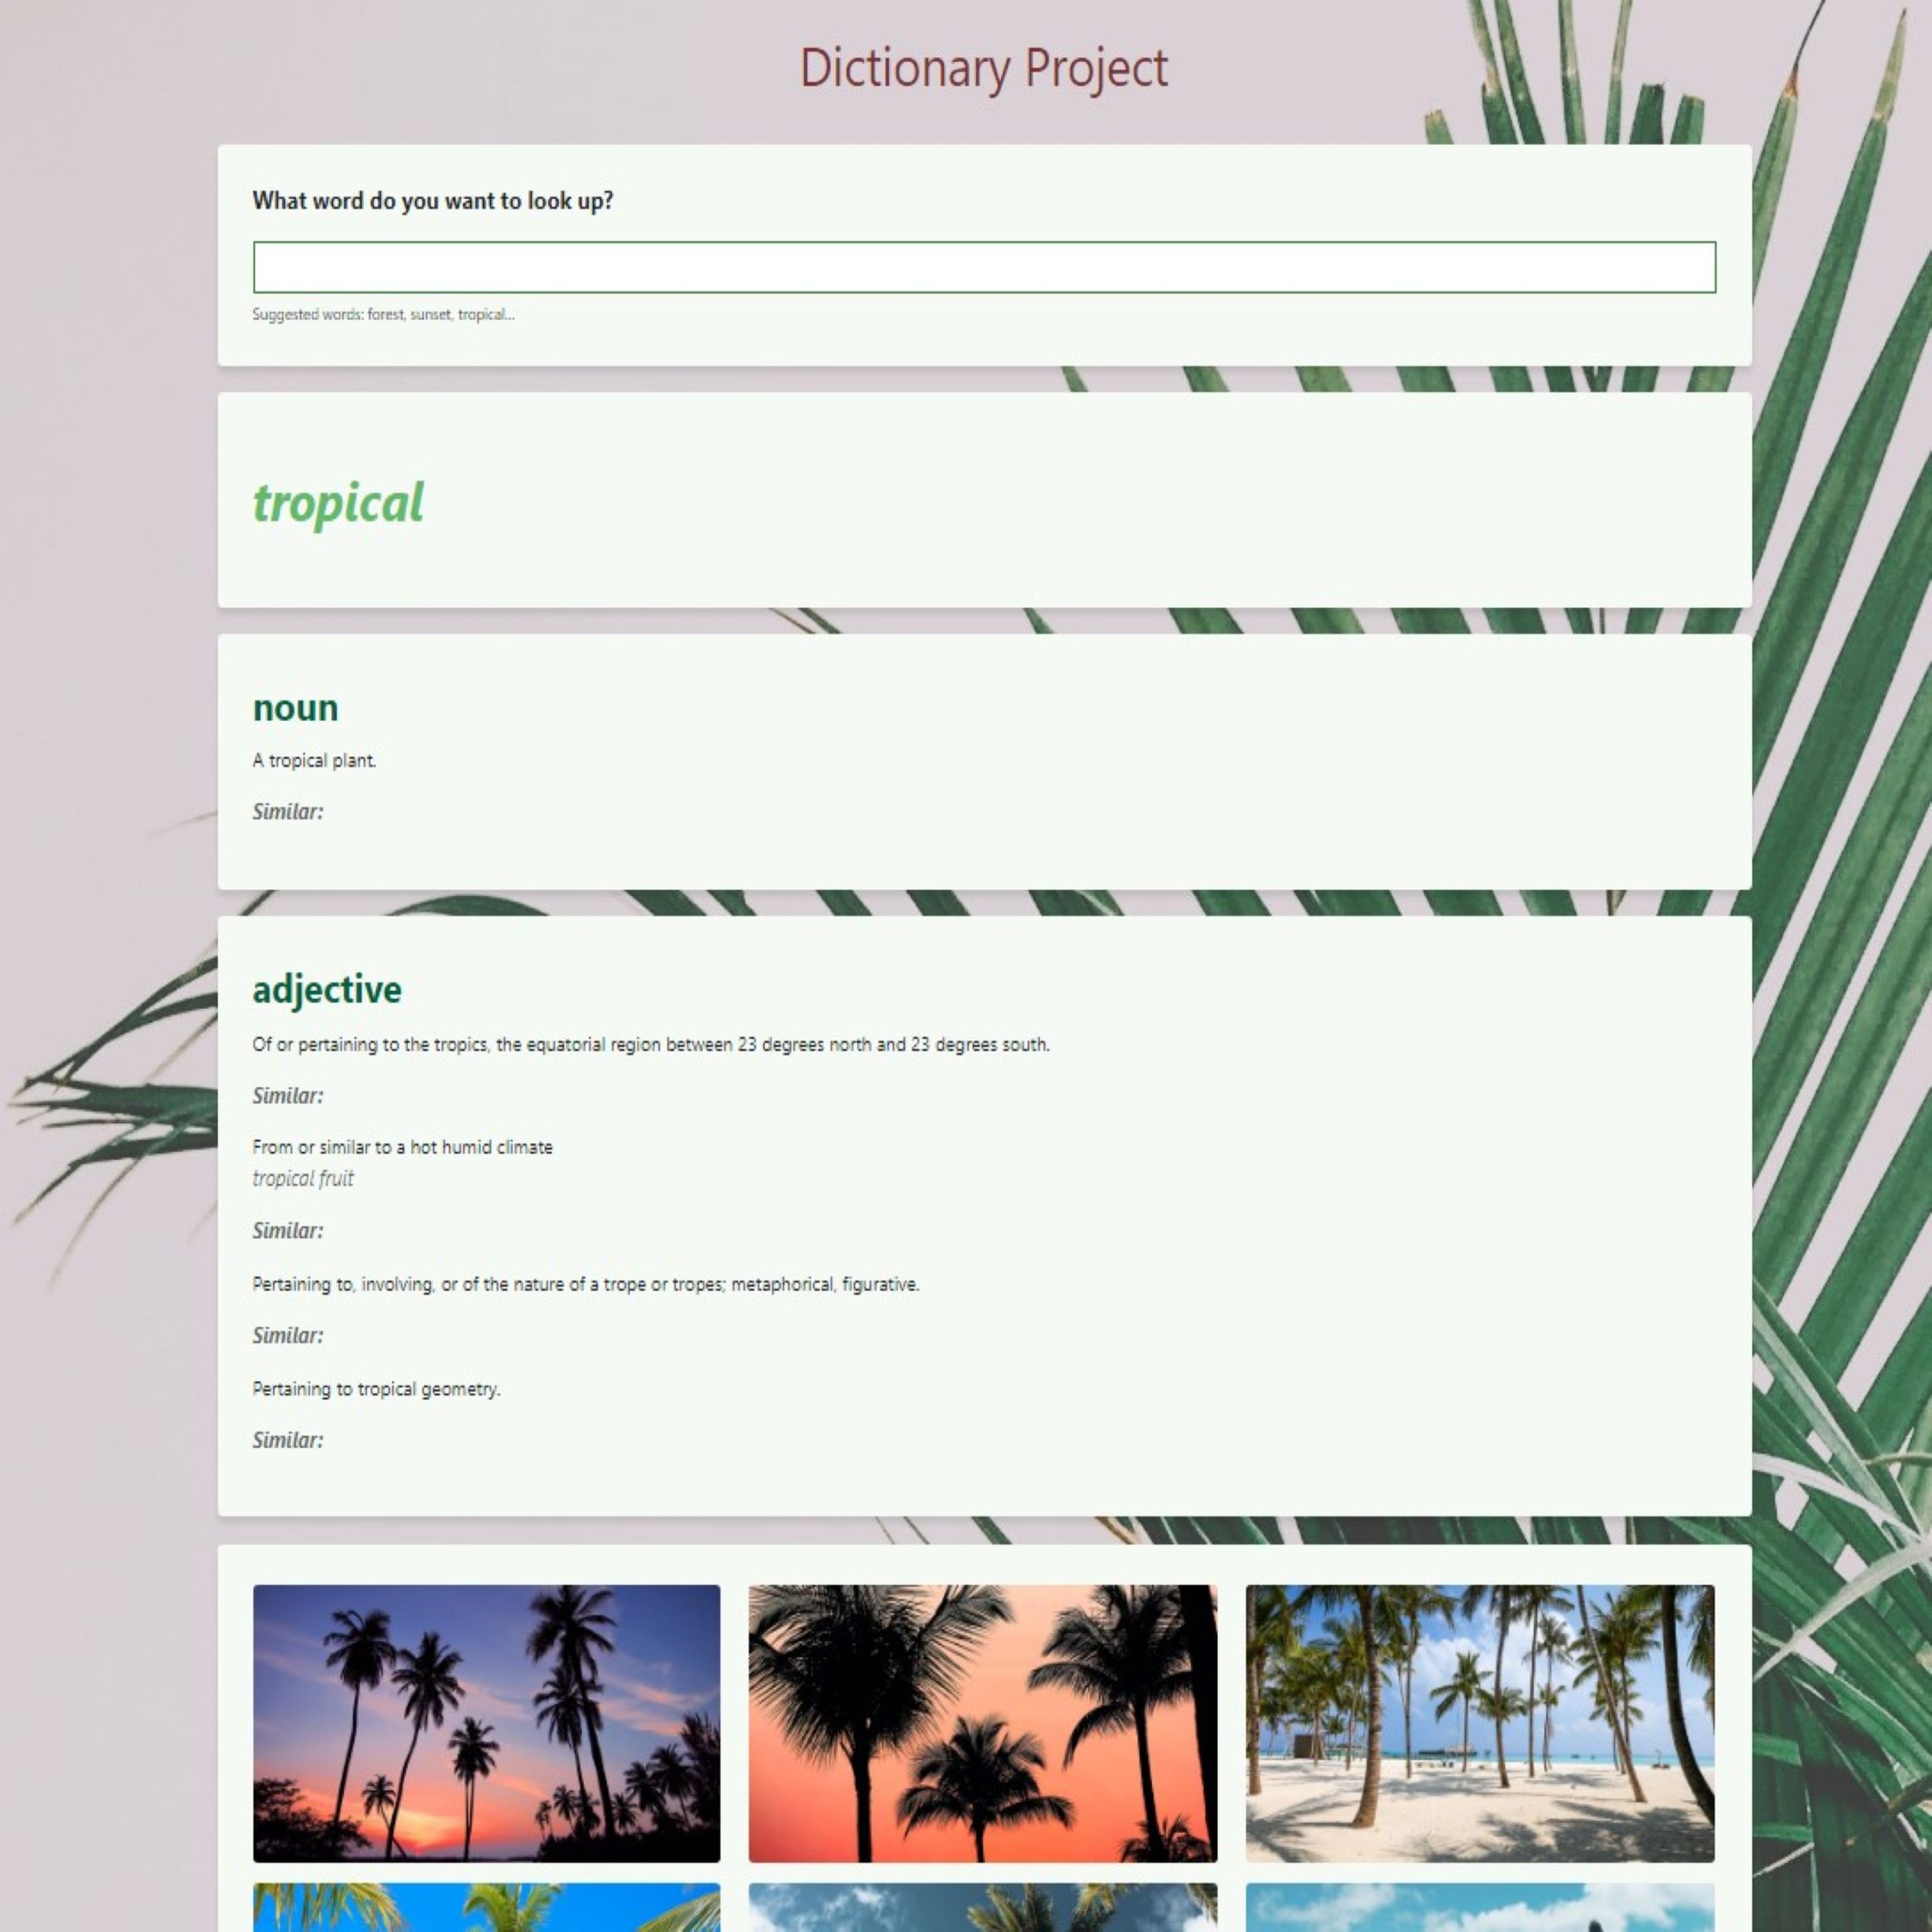 Dictionary Project
What word do you want to look up?
Suggested words: forest, sunset, tropical...
tropical
noun
A tropical plant.
Similar:
adjective
Of or pertaining to the tropics, the equatorial region between 23 degrees north and 23 degrees south.
Similar:
From or similar to a hot humid climate
tropical fruit
Similar:
Pertaining to, involving, or of the nature of a trope or tropes; metaphorical, figurative.
Similar:
Pertaining to tropical geometry.
Similar: